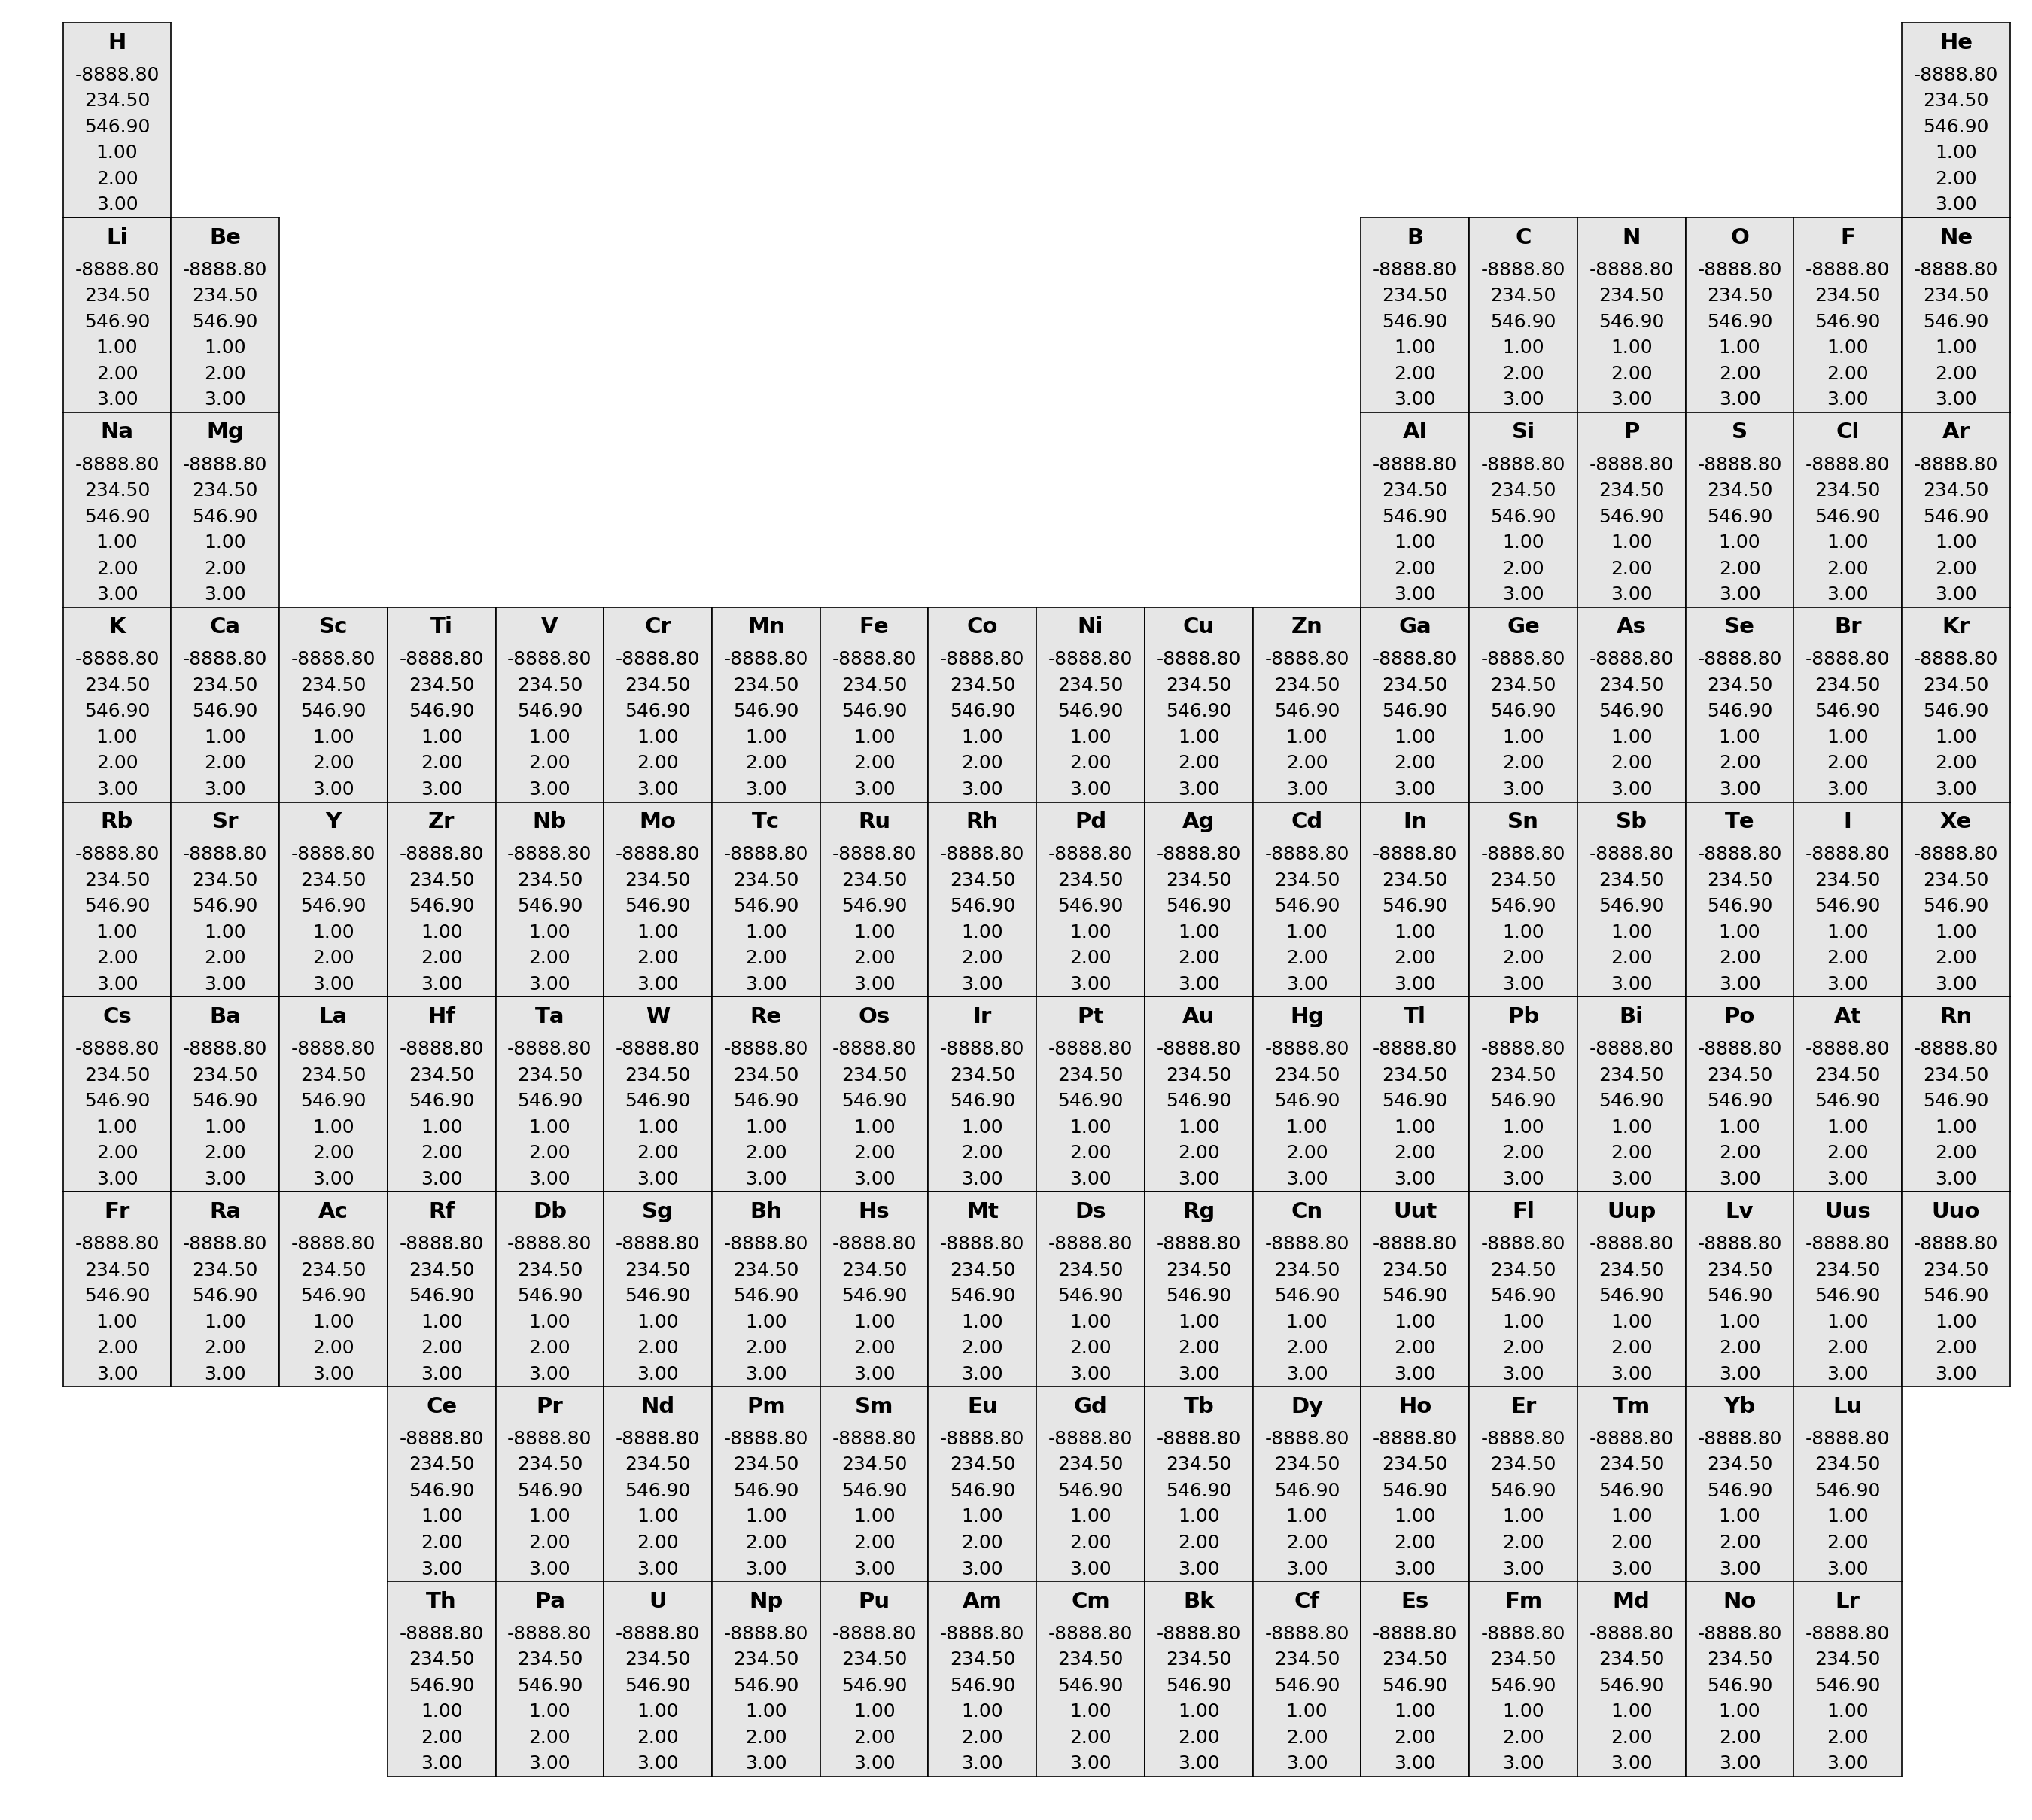 H He
-8888.80 -8888.80
234.50 234.50
546.90 546.90
1.00 1.00
2.00 2.00
3.00 3.00
Li Be B C N O F Ne
-8888.80 -8888.80 -8888.80 -8888.80 -8888.80 -8888.80 -8888.80 -8888.80
234.50 234.50 234.50 234.50 234.50 234.50 234.50 234.50
546.90 546.90 546.90 546.90 546.90 546.90 546.90 546.90
1.00 1.00 1.00 1.00 1.00 1.00 1.00 1.00
2.00 2.00 2.00 2.00 2.00 2.00 2.00 2.00
3.00 3.00 3.00 3.00 3.00 3.00 3.00 3.00
Na Mg Al Si P S Cl Ar
-8888.80 -8888.80 -8888.80 -8888.80 -8888.80 -8888.80 -8888.80 -8888.80
234.50 234.50 234.50 234.50 234.50 234.50 234.50 234.50
546.90 546.90 546.90 546.90 546.90 546.90 546.90 546.90
1.00 1.00 1.00 1.00 1.00 1.00 1.00 1.00
2.00 2.00 2.00 2.00 2.00 2.00 2.00 2.00
3.00 3.00 3.00 3.00 3.00 3.00 3.00 3.00
K Ca Sc Ti V Cr Mn Fe Co Ni Cu Zn Ga Ge As Se Br Kr
-8888.80 -8888.80 -8888.80 -8888.80 -8888.80 -8888.80 -8888.80 -8888.80 -8888.80 -8888.80 -8888.80 -8888.80 -8888.80 -8888.80 -8888.80 -8888.80 -8888.80 -8888.80
234.50 234.50 234.50 234.50 234.50 234.50 234.50 234.50 234.50 234.50 234.50 234.50 234.50 234.50 234.50 234.50 234.50 234.50
546.90 546.90 546.90 546.90 546.90 546.90 546.90 546.90 546.90 546.90 546.90 546.90 546.90 546.90 546.90 546.90 546.90 546.90
1.00 1.00 1.00 1.00 1.00 1.00 1.00 1.00 1.00 1.00 1.00 1.00 1.00 1.00 1.00 1.00 1.00 1.00
2.00 2.00 2.00 2.00 2.00 2.00 2.00 2.00 2.00 2.00 2.00 2.00 2.00 2.00 2.00 2.00 2.00 2.00
3.00 3.00 3.00 3.00 3.00 3.00 3.00 3.00 3.00 3.00 3.00 3.00 3.00 3.00 3.00 3.00 3.00 3.00
Rb Sr Y Zr Nb Mo Tc Ru Rh Pd Ag Cd In Sn Sb Te I Xe
-8888.80 -8888.80 -8888.80 -8888.80 -8888.80 -8888.80 -8888.80 -8888.80 -8888.80 -8888.80 -8888.80 -8888.80 -8888.80 -8888.80 -8888.80 -8888.80 -8888.80 -8888.80
234.50 234.50 234.50 234.50 234.50 234.50 234.50 234.50 234.50 234.50 234.50 234.50 234.50 234.50 234.50 234.50 234.50 234.50
546.90 546.90 546.90 546.90 546.90 546.90 546.90 546.90 546.90 546.90 546.90 546.90 546.90 546.90 546.90 546.90 546.90 546.90
1.00 1.00 1.00 1.00 1.00 1.00 1.00 1.00 1.00 1.00 1.00 1.00 1.00 1.00 1.00 1.00 1.00 1.00
2.00 2.00 2.00 2.00 2.00 2.00 2.00 2.00 2.00 2.00 2.00 2.00 2.00 2.00 2.00 2.00 2.00 2.00
3.00 3.00 3.00 3.00 3.00 3.00 3.00 3.00 3.00 3.00 3.00 3.00 3.00 3.00 3.00 3.00 3.00 3.00
Cs Ba La Hf Ta W Re Os Ir Pt Au Hg Tl Pb Bi Po At Rn
-8888.80 -8888.80 -8888.80 -8888.80 -8888.80 -8888.80 -8888.80 -8888.80 -8888.80 -8888.80 -8888.80 -8888.80 -8888.80 -8888.80 -8888.80 -8888.80 -8888.80 -8888.80
234.50 234.50 234.50 234.50 234.50 234.50 234.50 234.50 234.50 234.50 234.50 234.50 234.50 234.50 234.50 234.50 234.50 234.50
546.90 546.90 546.90 546.90 546.90 546.90 546.90 546.90 546.90 546.90 546.90 546.90 546.90 546.90 546.90 546.90 546.90 546.90
1.00 1.00 1.00 1.00 1.00 1.00 1.00 1.00 1.00 1.00 1.00 1.00 1.00 1.00 1.00 1.00 1.00 1.00
2.00 2.00 2.00 2.00 2.00 2.00 2.00 2.00 2.00 2.00 2.00 2.00 2.00 2.00 2.00 2.00 2.00 2.00
3.00 3.00 3.00 3.00 3.00 3.00 3.00 3.00 3.00 3.00 3.00 3.00 3.00 3.00 3.00 3.00 3.00 3.00
Fr Ra Ac Rf Db Sg Bh Hs Mt Ds Rg Cn Uut Fl Uup Lv Uus Uuo
-8888.80 -8888.80 -8888.80 -8888.80 -8888.80 -8888.80 -8888.80 -8888.80 -8888.80 -8888.80 -8888.80 -8888.80 -8888.80 -8888.80 -8888.80 -8888.80 -8888.80 -8888.80
234.50 234.50 234.50 234.50 234.50 234.50 234.50 234.50 234.50 234.50 234.50 234.50 234.50 234.50 234.50 234.50 234.50 234.50
546.90 546.90 546.90 546.90 546.90 546.90 546.90 546.90 546.90 546.90 546.90 546.90 546.90 546.90 546.90 546.90 546.90 546.90
1.00 1.00 1.00 1.00 1.00 1.00 1.00 1.00 1.00 1.00 1.00 1.00 1.00 1.00 1.00 1.00 1.00 1.00
2.00 2.00 2.00 2.00 2.00 2.00 2.00 2.00 2.00 2.00 2.00 2.00 2.00 2.00 2.00 2.00 2.00 2.00
3.00 3.00 3.00 3.00 3.00 3.00 3.00 3.00 3.00 3.00 3.00 3.00 3.00 3.00 3.00 3.00 3.00 3.00
Ce Pr Nd Pm Sm Eu Gd Tb Dy Ho Er Tm Yb Lu
-8888.80 -8888.80 -8888.80 -8888.80 -8888.80 -8888.80 -8888.80 -8888.80 -8888.80 -8888.80 -8888.80 -8888.80 -8888.80 -8888.80
234.50 234.50 234.50 234.50 234.50 234.50 234.50 234.50 234.50 234.50 234.50 234.50 234.50 234.50
546.90 546.90 546.90 546.90 546.90 546.90 546.90 546.90 546.90 546.90 546.90 546.90 546.90 546.90
1.00 1.00 1.00 1.00 1.00 1.00 1.00 1.00 1.00 1.00 1.00 1.00 1.00 1.00
2.00 2.00 2.00 2.00 2.00 2.00 2.00 2.00 2.00 2.00 2.00 2.00 2.00 2.00
3.00 3.00 3.00 3.00 3.00 3.00 3.00 3.00 3.00 3.00 3.00 3.00 3.00 3.00
Th Pa U Np Pu Am Cm Bk Cf Es Fm Md No Lr
-8888.80 -8888.80 -8888.80 -8888.80 -8888.80 -8888.80 -8888.80 -8888.80 -8888.80 -8888.80 -8888.80 -8888.80 -8888.80 -8888.80
234.50 234.50 234.50 234.50 234.50 234.50 234.50 234.50 234.50 234.50 234.50 234.50 234.50 234.50
546.90 546.90 546.90 546.90 546.90 546.90 546.90 546.90 546.90 546.90 546.90 546.90 546.90 546.90
1.00 1.00 1.00 1.00 1.00 1.00 1.00 1.00 1.00 1.00 1.00 1.00 1.00 1.00
2.00 2.00 2.00 2.00 2.00 2.00 2.00 2.00 2.00 2.00 2.00 2.00 2.00 2.00
3.00 3.00 3.00 3.00 3.00 3.00 3.00 3.00 3.00 3.00 3.00 3.00 3.00 3.00